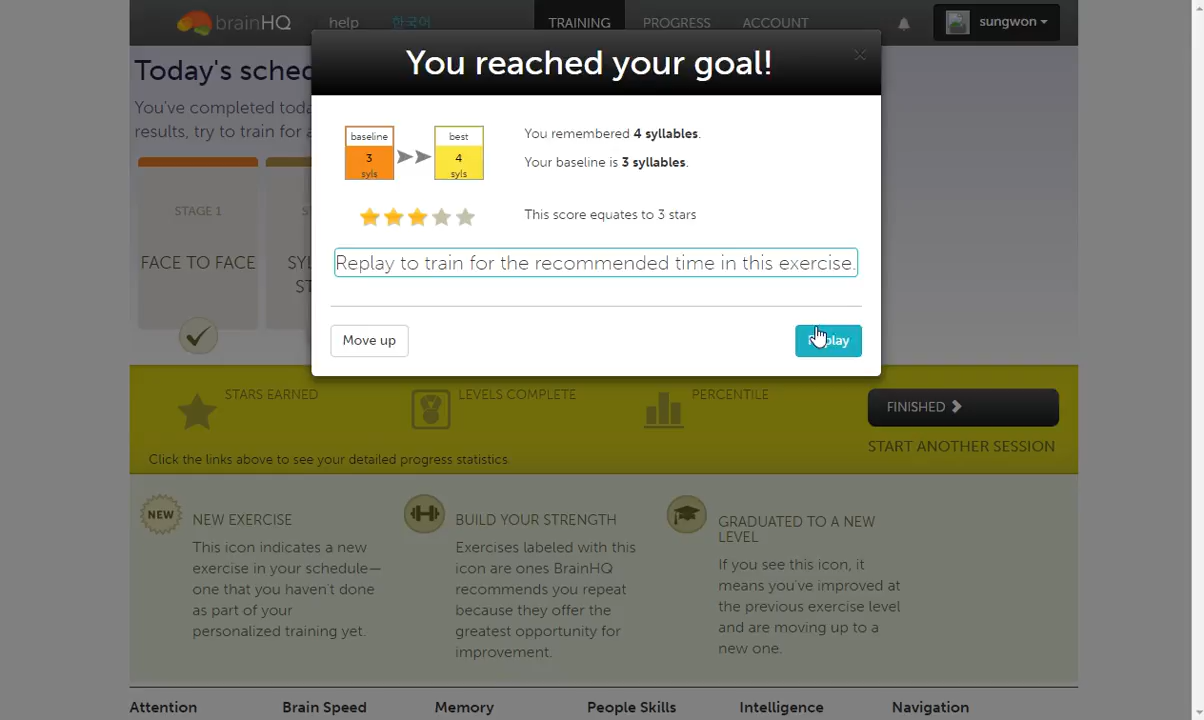 brainHQ help 한국어 TRAINING PROGRESS ACCOUNT sungwon
You reached your goal!
Today's
You've completed
results, try to train for
baseline
3
syls
best
4
syls
You remembered 4 syllables.
Your baseline is 3 syllables.
This score equates to 3 stars
Replay to train for the recommended time in this exercise.
Move up
STAGE 1
FACE TO FACE
STARS EARNED
LEVELS COMPLETE
PERCENTILE
FINISHED
START ANOTHER SESSION
Click the links above to see your detailed progress statistics.
NEW
NEW EXERCISE
This icon indicates a new
exercise in your schedule—
one that you haven't done
as part of your
personalized training yet.
BUILD YOUR STRENGTH
Exercises labeled with this
icon are ones BrainHQ
recommends you repeat
because they offer the
greatest opportunity for
improvement.
GRADUATED TO A NEW
LEVEL
If you see this icon, it
means you've improved at
the previous exercise level
and are moving up to a
new one.
Attention Brain Speed Memory People Skills Intelligence Navigation